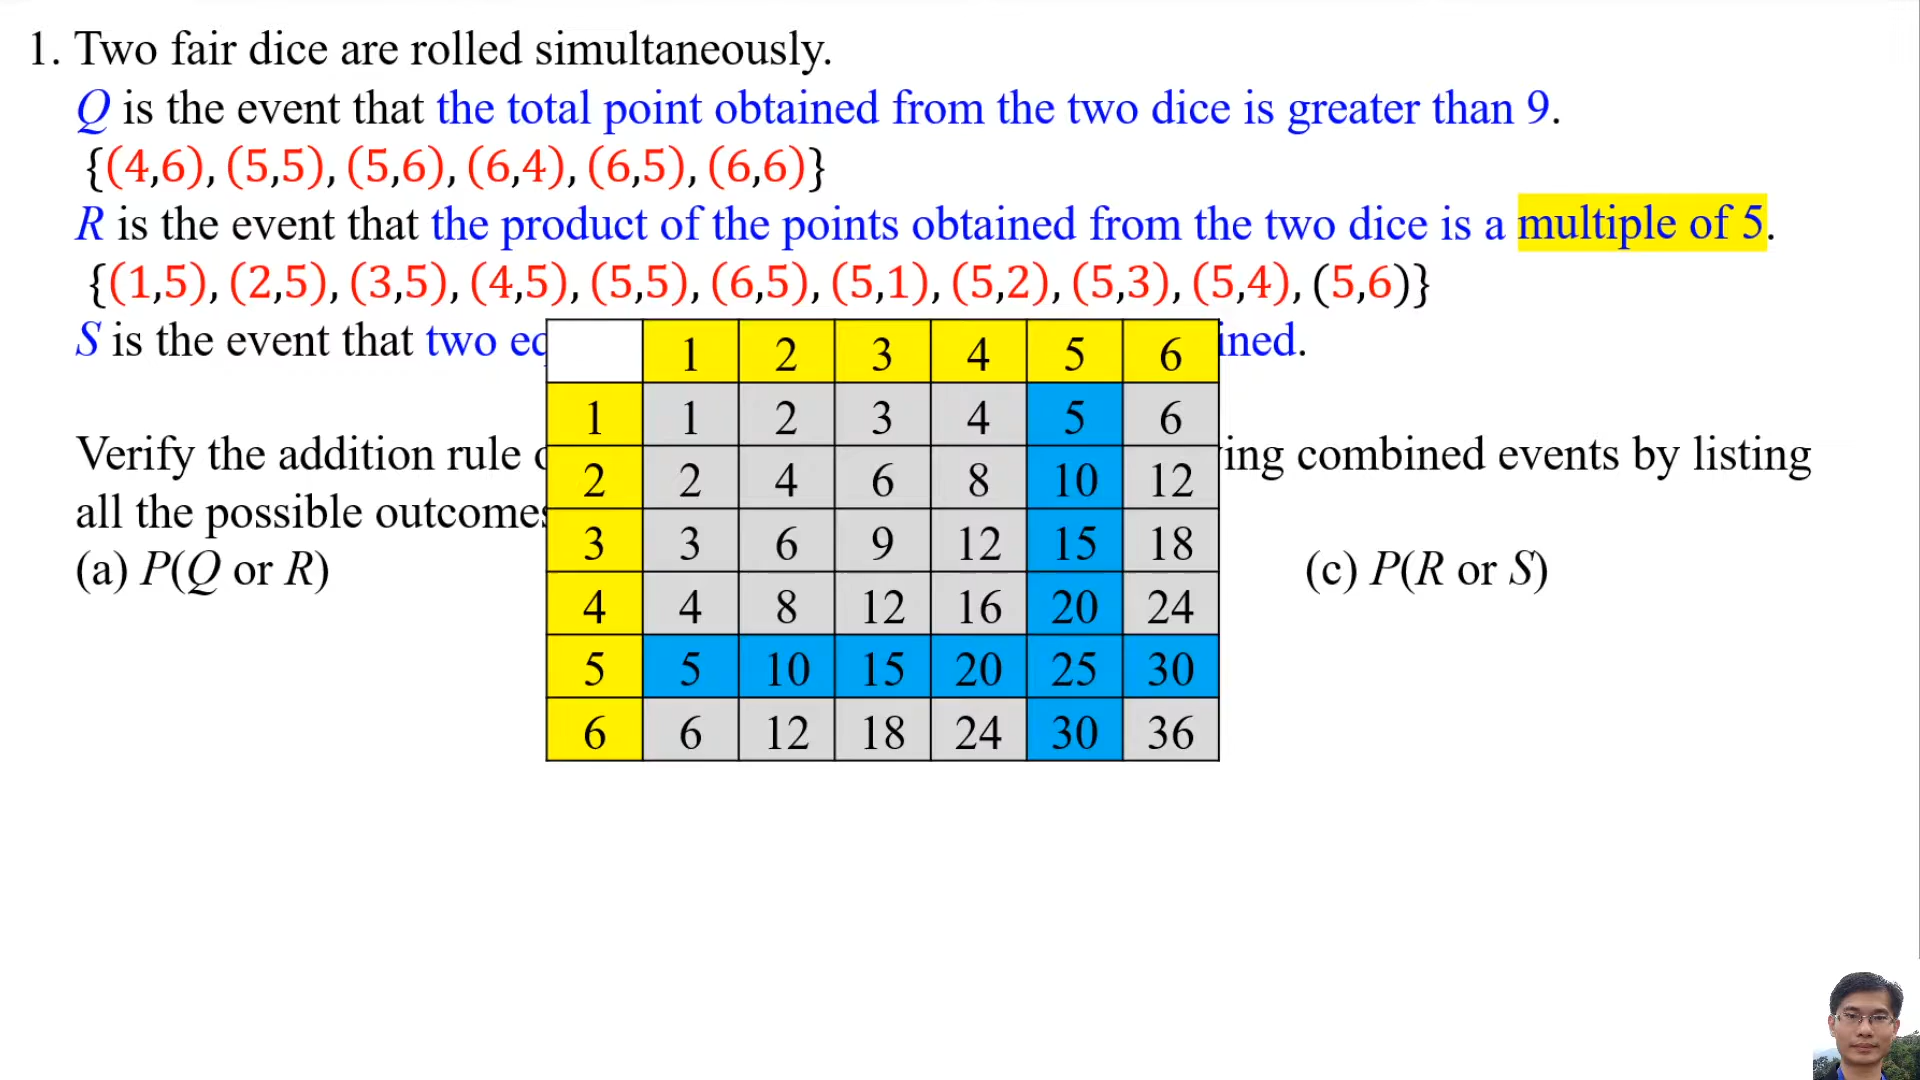 1. Two fair dice are rolled simultaneously.
Q is the event that the total point obtained from the two dice is greater than 9.
{(4,6), (5,5), (5,6), (6,4), (6,5), (6,6)}
R is the event that the product of the points obtained from the two dice is a multiple of 5.
{(1,5), (2,5), (3,5), (4,5), (5,5), (6,5), (5,1), (5,2), (5,3), (5,4), (5,6)}
S is the event that two
Verify the addition rule combined events by listing
all the possible
(a) P(Q or R) (c) P(R or S)
1 2 3 4 5 6
1 1 2 3 4 5 6
2 2 4 6 8 10 12
3 3 6 9 12 15 18
4 4 8 12 16 20 24
5 5 10 15 20 25 30
6 6 12 18 24 30 36